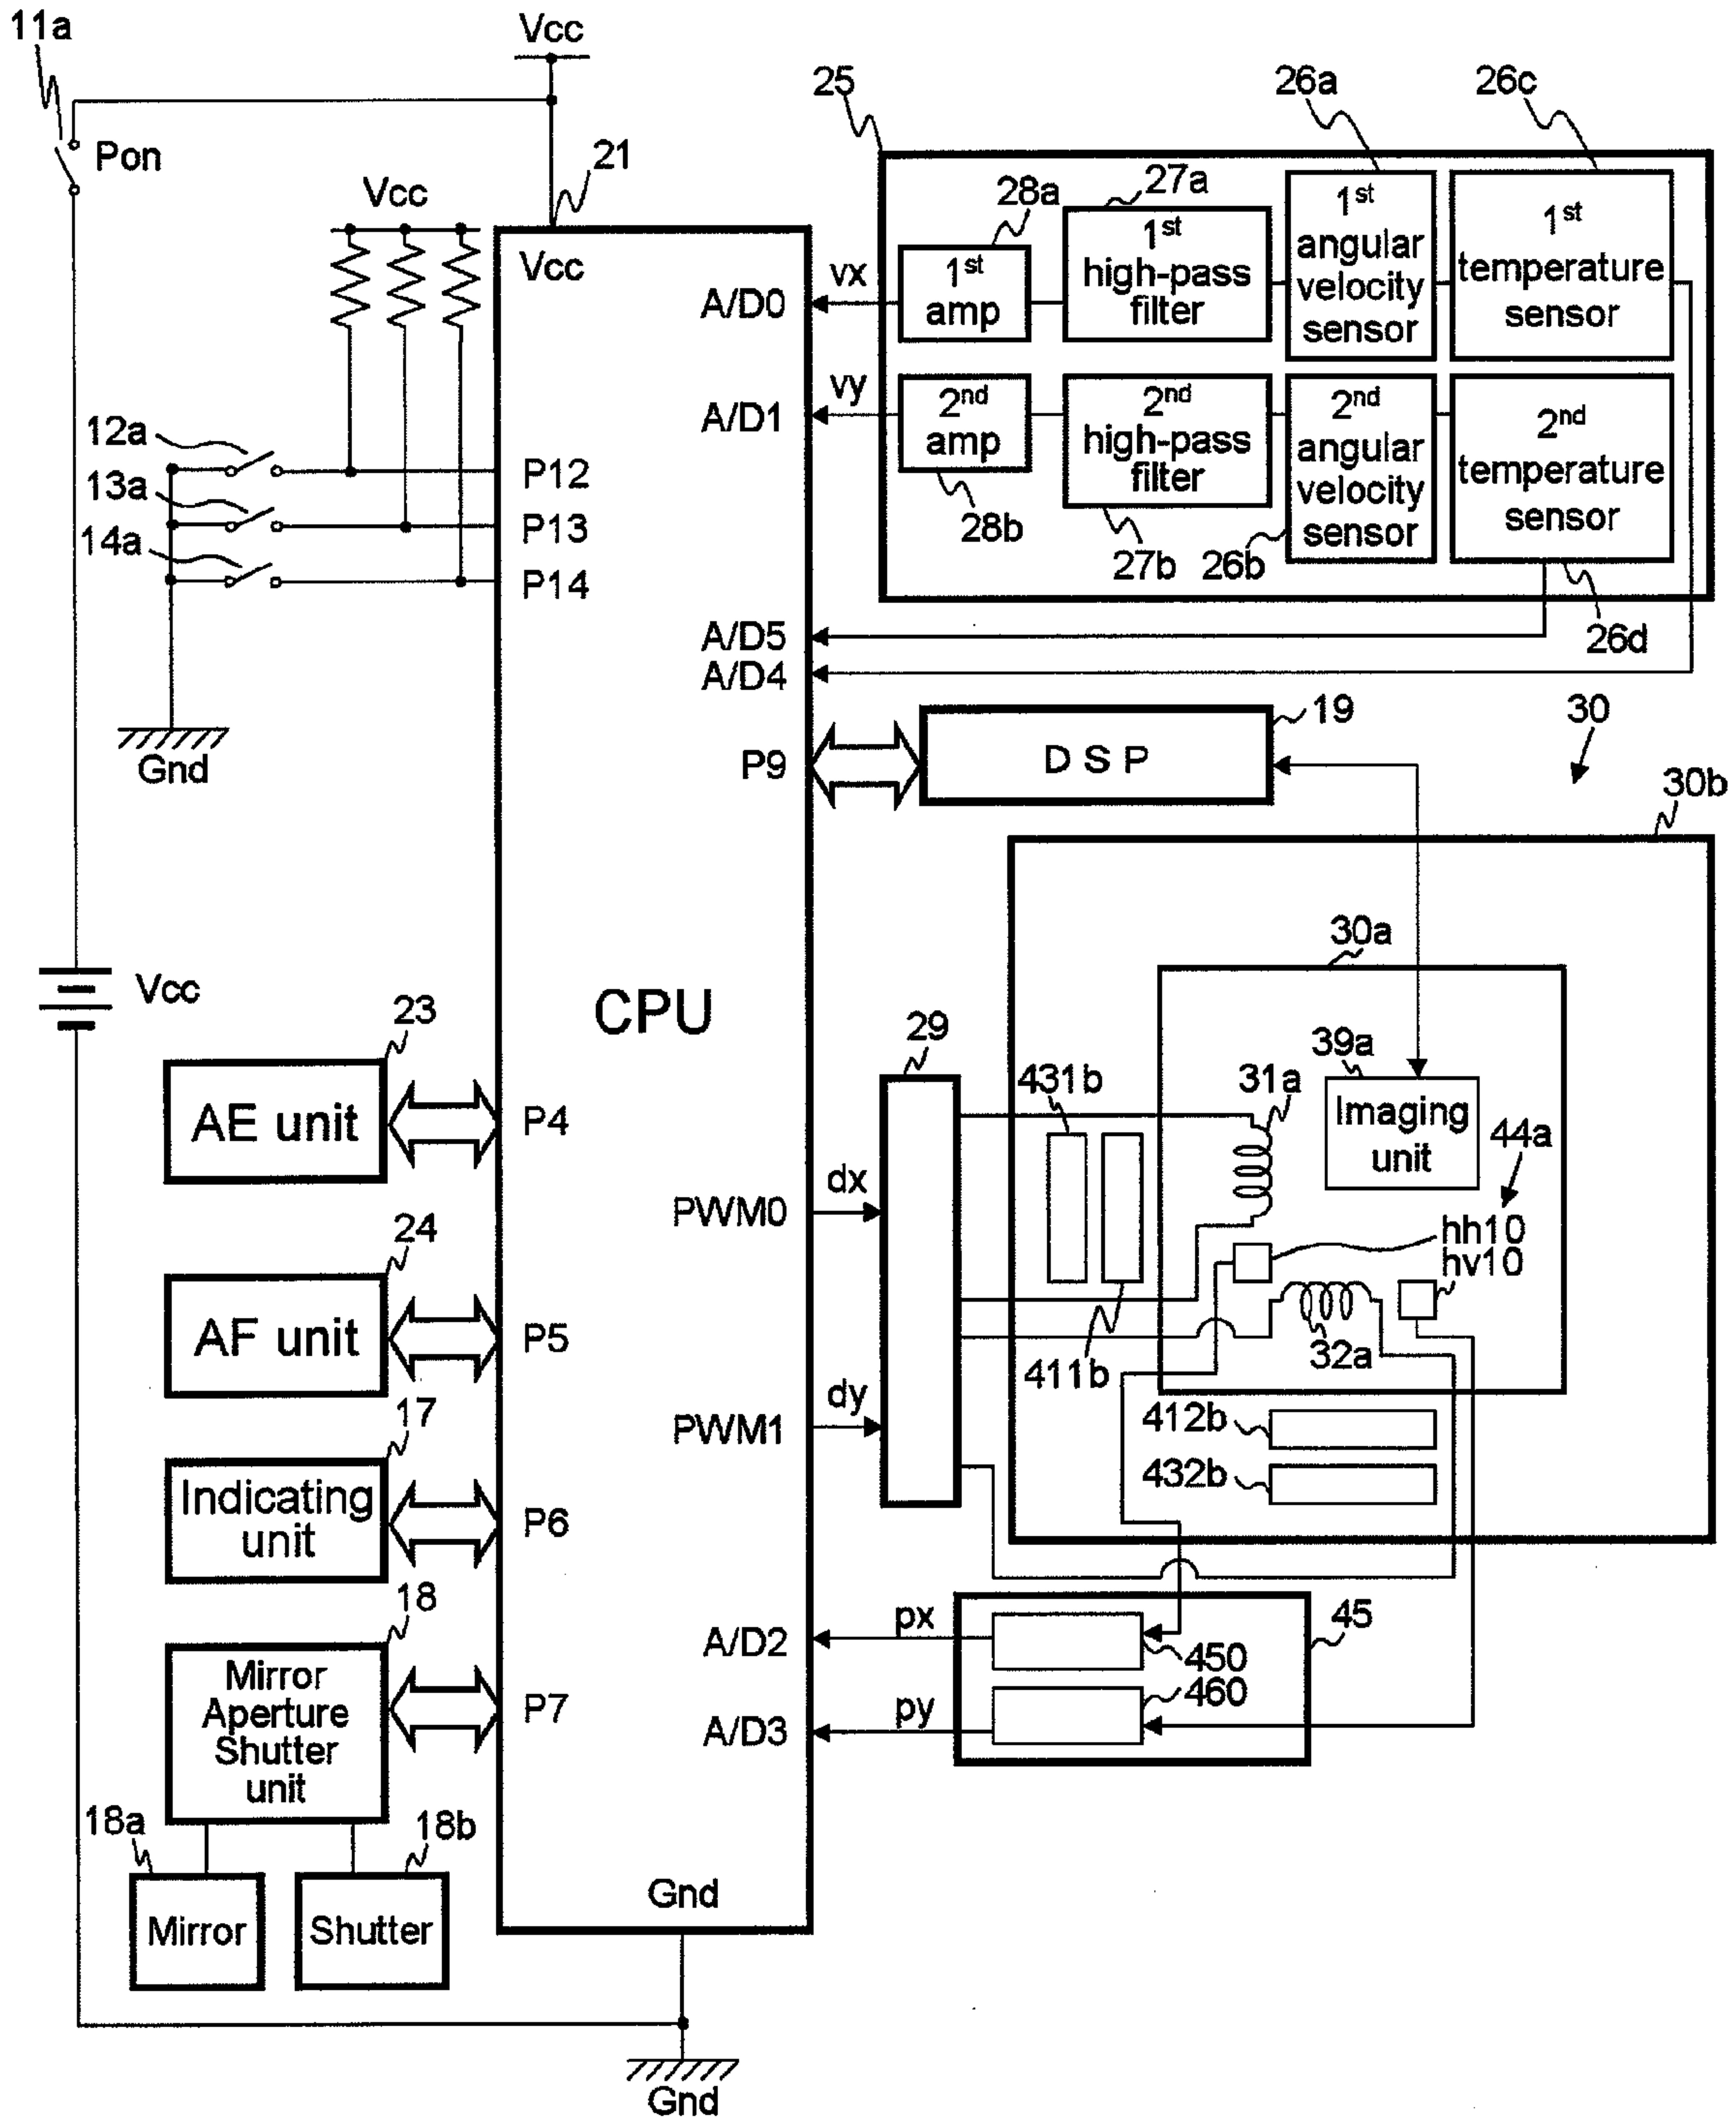 11a
Vcc
Pon
21
Vcc
25
26a
26c
28a
27a
1st
amp
1st
high-pass
filter
1st
angular
velocity
sensor
1st
temperature
sensor
Vcc
A/D0
vx
A/D1
vy
2nd
amp
2nd
high-pass
filter
2nd
angular
velocity
sensor
2nd
temperature
sensor
28b
27b
26b
26d
12a
P12
13a
P13
14a
P14
A/D5
A/D4
Gnd
P9
DSP
19
30
30b
30a
Vcc
CPU
23
AE unit
P4
29
431b
31a
39a
Imaging
unit
44a
PWM0
dx
hh10
hv10
24
AF unit
P5
411b
32a
dy
PWM1
412b
432b
17
Indicating
unit
P6
18
Mirror
Aperture
Shutter
unit
P7
A/D2
px
450
45
A/D3
py
460
18a
18b
Mirror
Shutter
Gnd
Gnd